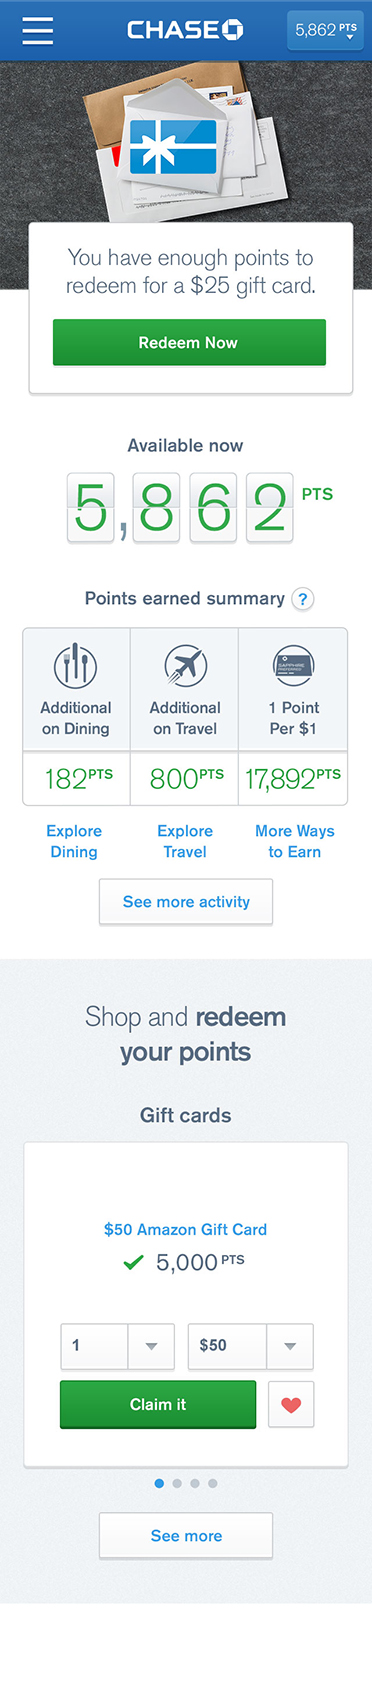 CHASE
5,862 PTS
You have enough points to
redeem for a $25 gift card.
Redeem Now
Available now
5,862 PTS
Points earned summary ?
Additional
on Dining
182PTS
Additional
on Travel
800PTS
SAPPHIRE
PREFERRED
1 Point
Per $1
17,892PTS
Explore
Dining
Explore
Travel
More Ways
to Earn
See more activity
Shop and redeem
your points
Gift cards
$50 Amazon Gift Card
5,000 PTS
1
$50
Claim it
See more